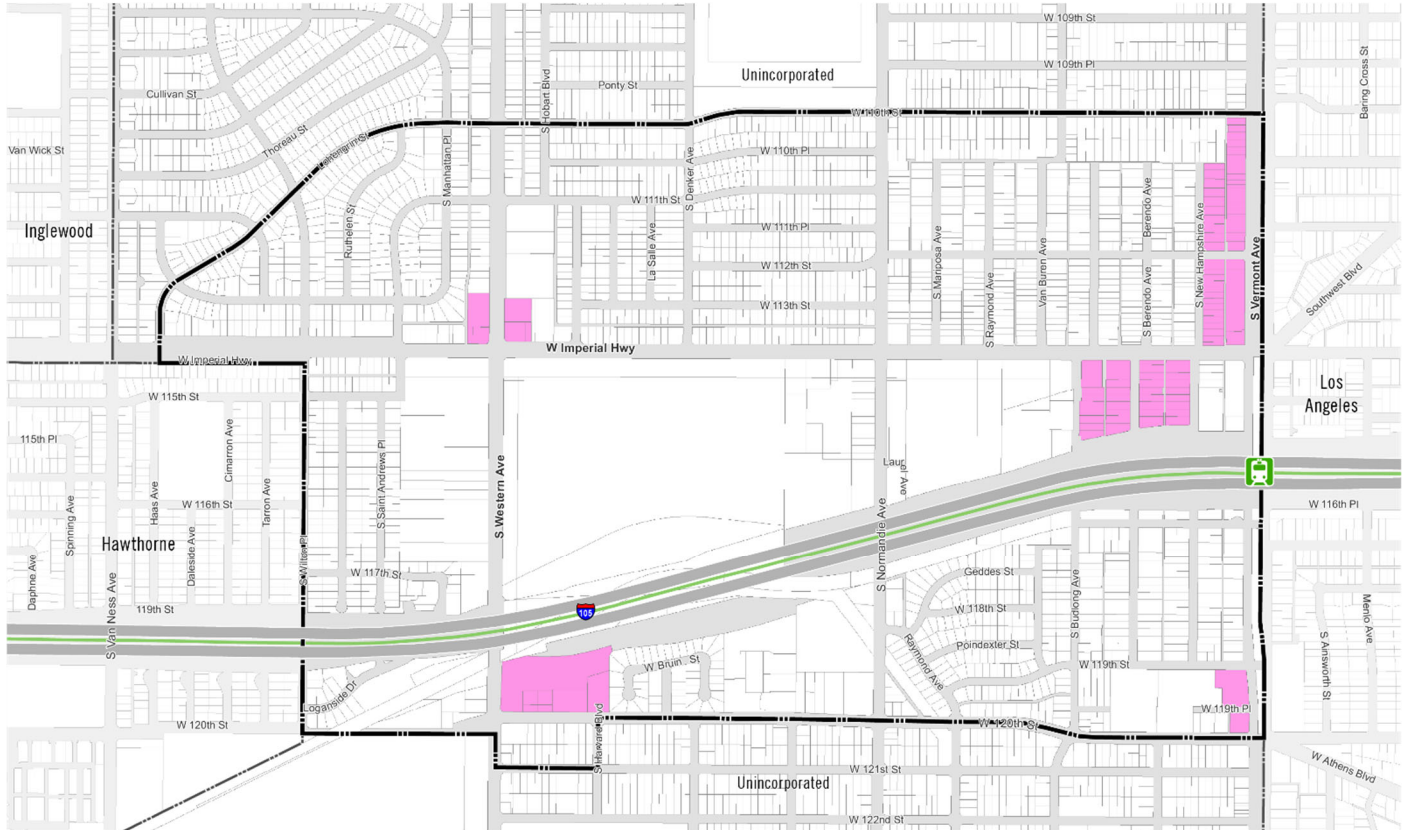 W 109th St
W 109th Pl
Baring Cross St
Unincorporated
S Hobart Blvd
Ponty St
Cullivan St
Thoreau St
W 110th St
Van Wick St
S Manhattan Pl
S Denker Ave
W 110th Pl
W 111th St
Ruthelen St
La Salle Ave
W 111th Pl
W 112th St
W 113th St
Inglewood
S Mariposa Ave
S Raymond Ave
Van Buren Ave
Berendo Ave
S Berendo Ave
S New Hampshire Ave
S Vermont Ave
Southwest Blvd
W Imperial Hwy
W Imperial Hwy
Los
Angeles
W 115th St
115th Pl
Spinning Ave
Haas Ave
Cimarron Ave
Tarron Ave
S Saint Andrews Pl
S Western Ave
Laurel Ave
S Normandie Ave
W 116th St
W 116th Pl
Hawthorne
Daphne Ave
Daleside Ave
S Wilton Pl
W 117th St
Geddes St
S Budlong Ave
119th St
S Van Ness Ave
105
W 118th St
Poindexter St
Raymond Ave
W 119th St
Menlo Ave
S Ainsworth St
W Bruin St
Loganside Dr
W 119th Pl
W 120th St
W 120th St
S Harvard Blvd
W 121st St
Unincorporated
W Athens Blvd
W 122nd St